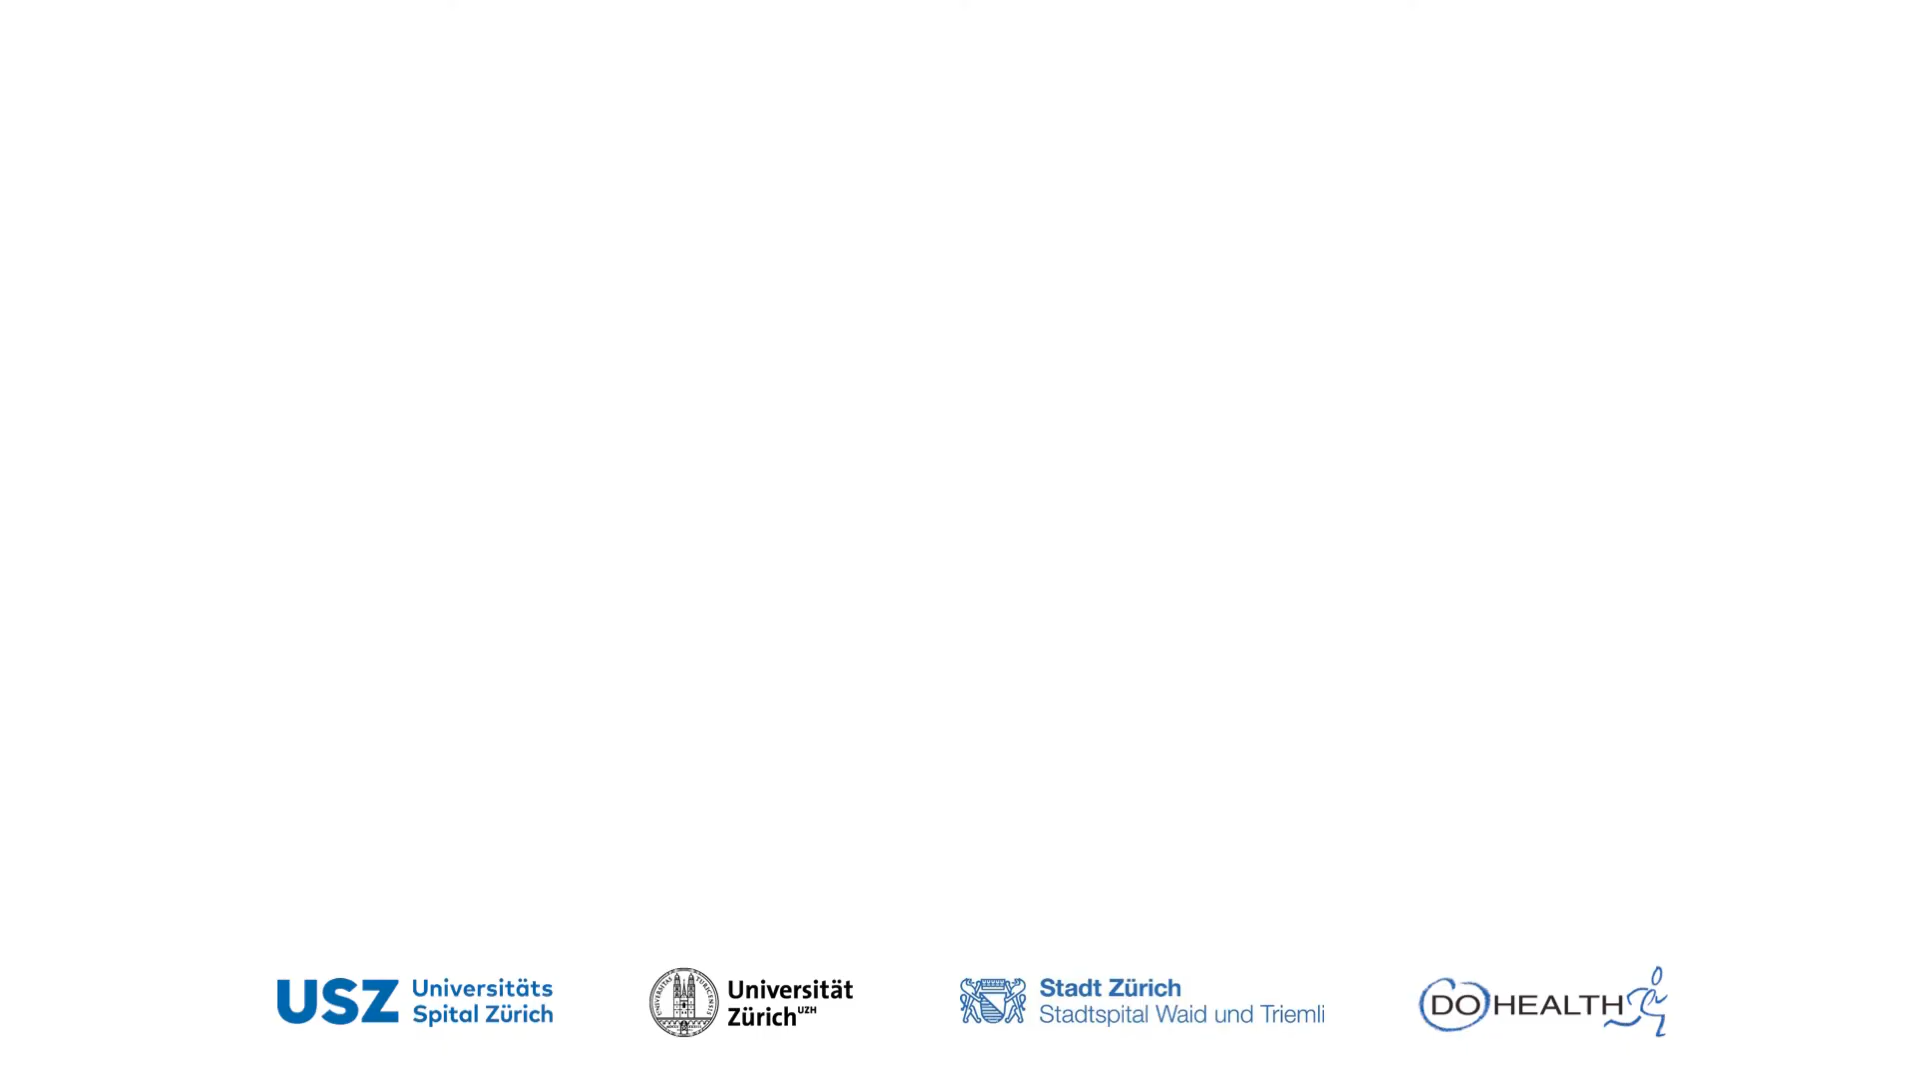 USZ Universitäts
Spital Zürich
Universität
Zürich UZH
Stadt Zürich
Stadtspital Waid und Triemli
DO HEALTH